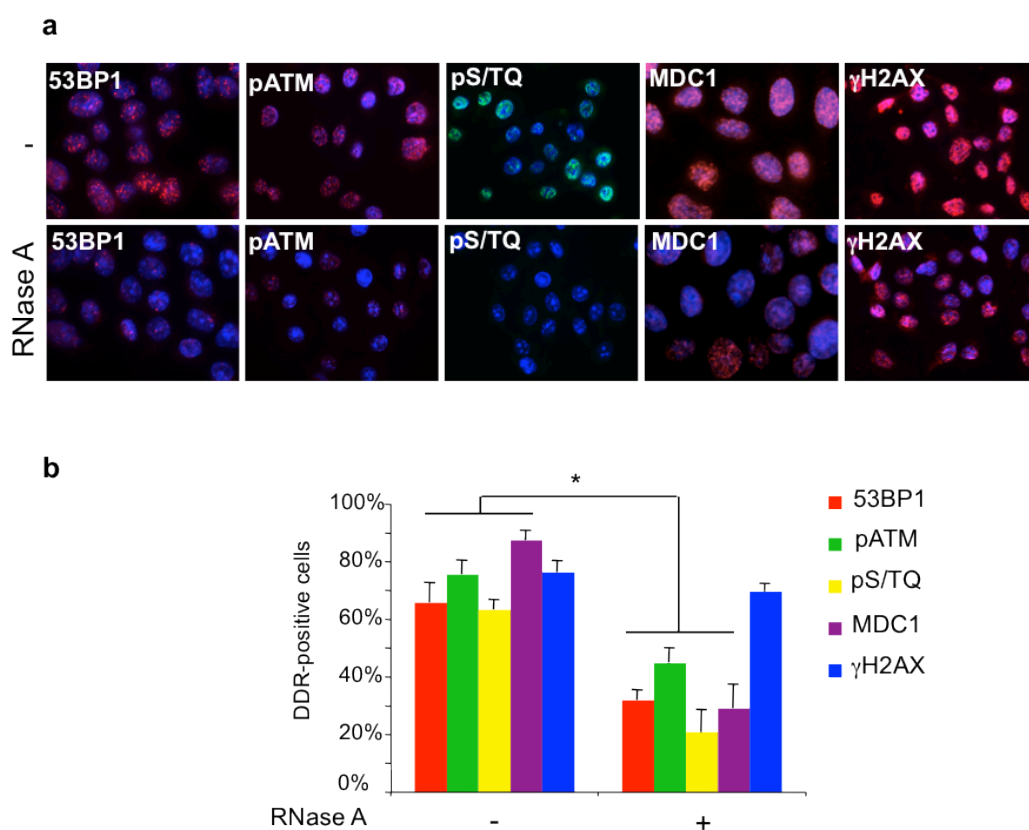 a
53BP1 pATM pS/TQ MDC1 γH2AX
-
53BP1 pATM pS/TQ MDC1 γH2AX
RNase A
b
*
100%
80%
60%
40%
20%
0%
DDR-positive cells
RNase A - +
53BP1
pATM
pS/TQ
MDC1
γH2AX